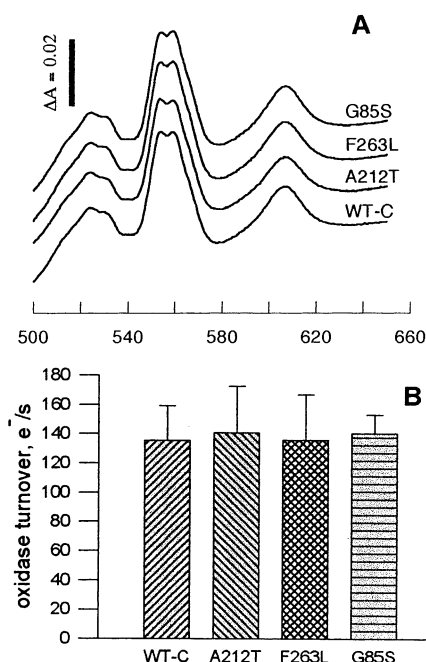 A
ΔA = 0.02
G85S
F263L
A212T
WT-C
500 540 580 620 660
B
oxidase turnover, e⁻/s
180
160
140
120
100
80
60
40
20
0
WT-C A212T F263L G85S